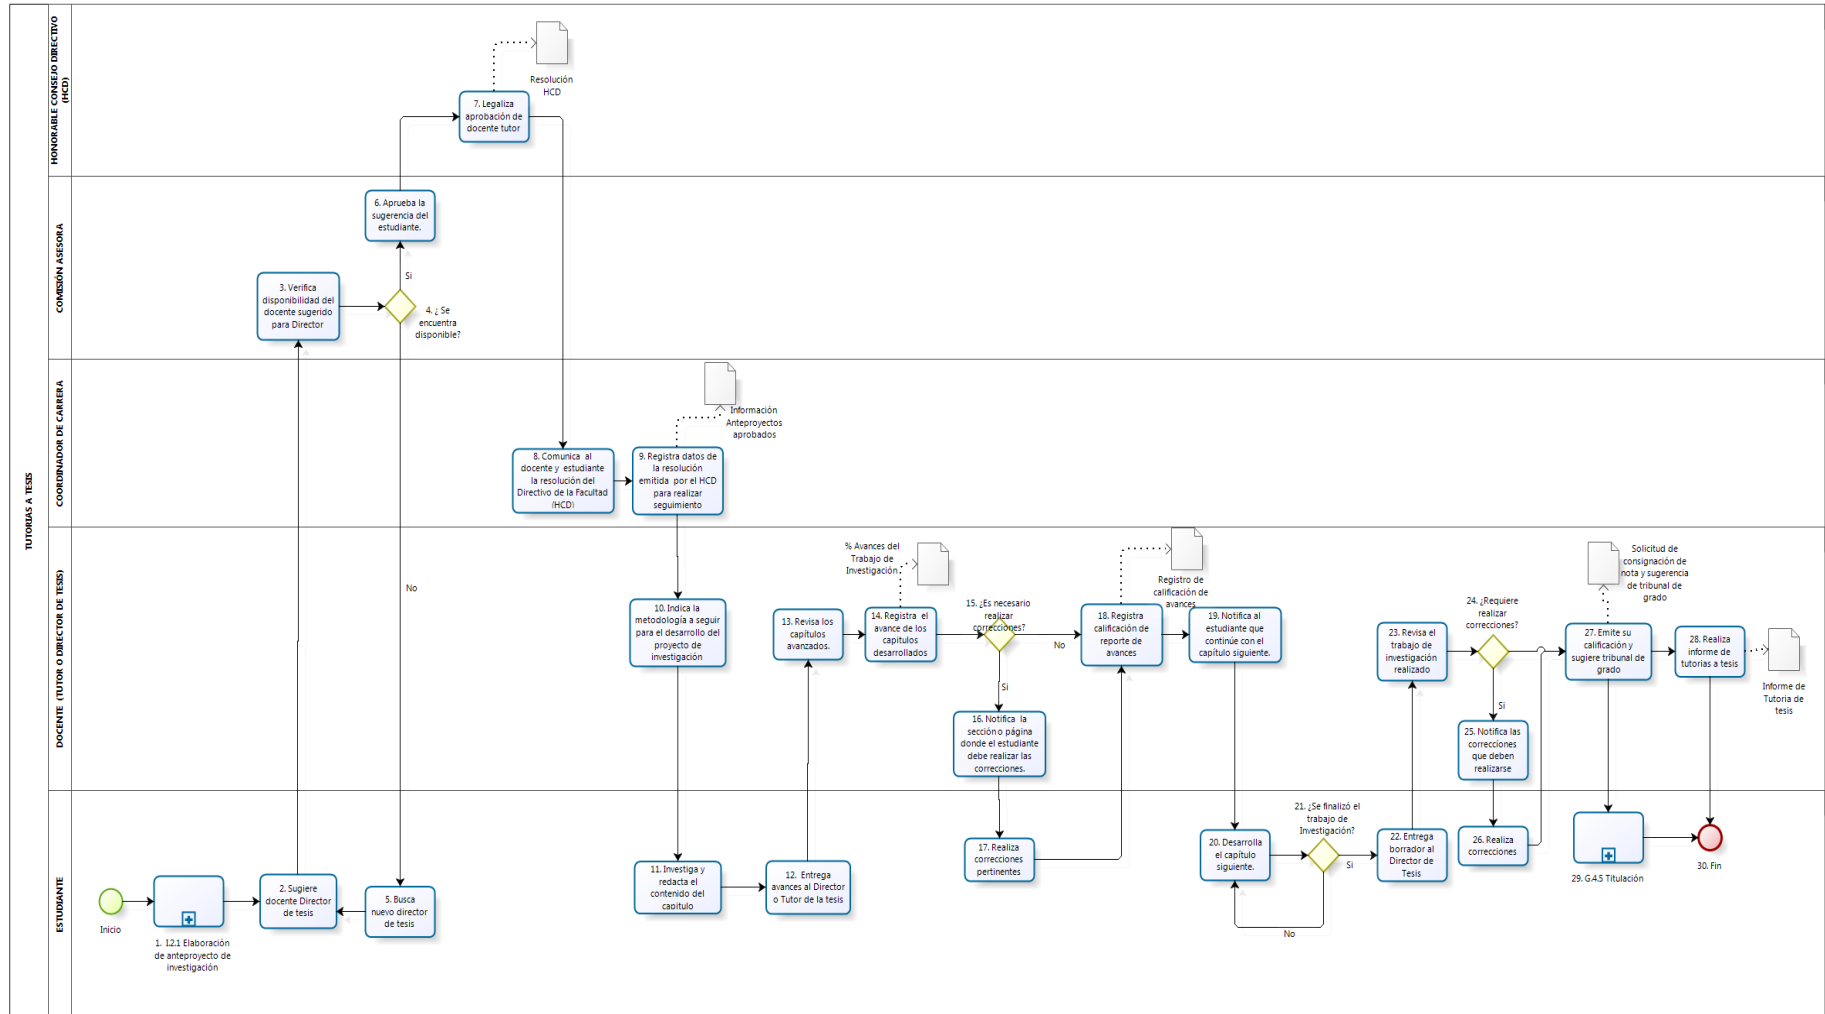 TUTORIAS A TESIS
HONORABLE CONSEJO DIRECTIVO
(HCD)
Resolución
HCD
7. Legaliza
aprobación de
docente tutor
COMISIÓN ASESORA
6. Aprueba la
sugerencia del
estudiante.
Si
3. Verifica
disponibilidad del
docente sugerido
para Director
4. ¿ Se
encuentra
disponible?
COORDINADOR DE CARRERA
Información
Anteproyectos
aprobados
8. Comunica al
docente y estudiante
la resolución del
Directivo de la Facultad
(HCD)
9. Registra datos de
la resolución
emitida por el HCD
para realizar
seguimiento
DOCENTE (TUTOR O DIRECTOR DE TESIS)
No
10. Indica la
metodología a seguir
para el desarrollo del
proyecto de
investigación
13. Revisa los
capítulos
avanzados.
% Avances del
Trabajo de
Investigación
14. Registra el
avance de los
capítulos
desarrollados
15. ¿Es necesario
realizar
correcciones?
No
Si
16. Notifica la
sección o página
donde el estudiante
debe realizar las
correcciones.
Registro de
calificación de
avances
18. Registra
calificación de
reporte de
avances
19. Notifica al
estudiante que
continúe con el
capítulo siguiente.
23. Revisa el
trabajo de
investigación
realizado
24. ¿Requiere
realizar
correcciones?
Si
25. Notifica las
correcciones
que deben
realizarse
Solicitud de
consignación de
nota y sugerencia
de tribunal de
grado
27. Emite su
calificación y
sugiere tribunal de
grado
28. Realiza
informe de
tutorias a tesis
Informe de
Tutoria de
tesis
ESTUDIANTE
Inicio
1. I.2.1 Elaboración
de anteproyecto de
investigación
2. Sugiere
docente Director
de tesis
5. Busca
nuevo director
de tesis
11. Investiga y
redacta el
contenido del
capitulo
12. Entrega
avances al Director
o Tutor de la tesis
17. Realiza
correcciones
pertinentes
20. Desarrolla
el capítulo
siguiente.
21. ¿Se finalizó el
trabajo de
Investigación?
Si
No
22. Entrega
borrador al
Director de
Tesis
26. Realiza
correcciones
29. G.4.5 Titulación
30. Fin